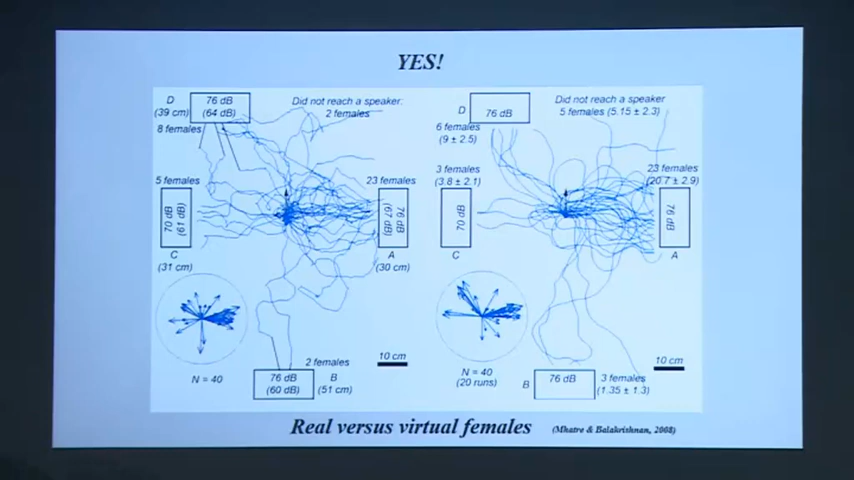 YES!
D
(39 cm)
76 dB
(64 dB)
8 females
Did not reach a speaker:
2 females
5 females
70 dB
(61 dB)
C
(31 cm)
23 females
76 dB
(67 dB)
A
(30 cm)
N = 40
2 females
76 dB
(60 dB)
B
(51 cm)
10 cm
D
76 dB
6 females
(9 ± 2.5)
Did not reach a speaker
5 females (5.15 ± 2.3)
3 females
(3.8 ± 2.1)
70 dB
C
23 females
(20.7 ± 2.9)
76 dB
A
N = 40
(20 runs)
B
76 dB
3 females
(1.35 ± 1.3)
10 cm
Real versus virtual females
(Mhatre & Balakrishnan, 2008)